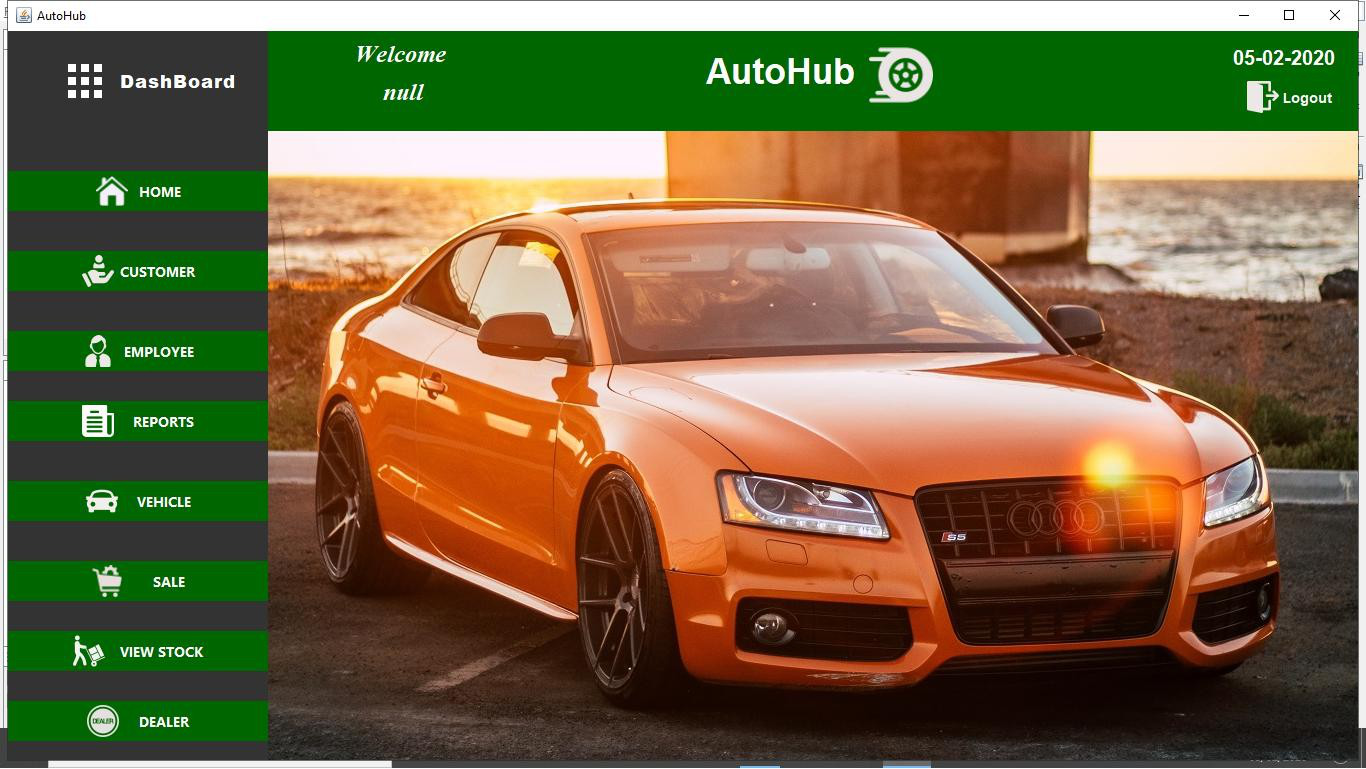 AutoHub
DashBoard
Welcome
null
AutoHub
05-02-2020
Logout
HOME
CUSTOMER
EMPLOYEE
REPORTS
VEHICLE
SALE
VIEW STOCK
DEALER
DEALER
S5